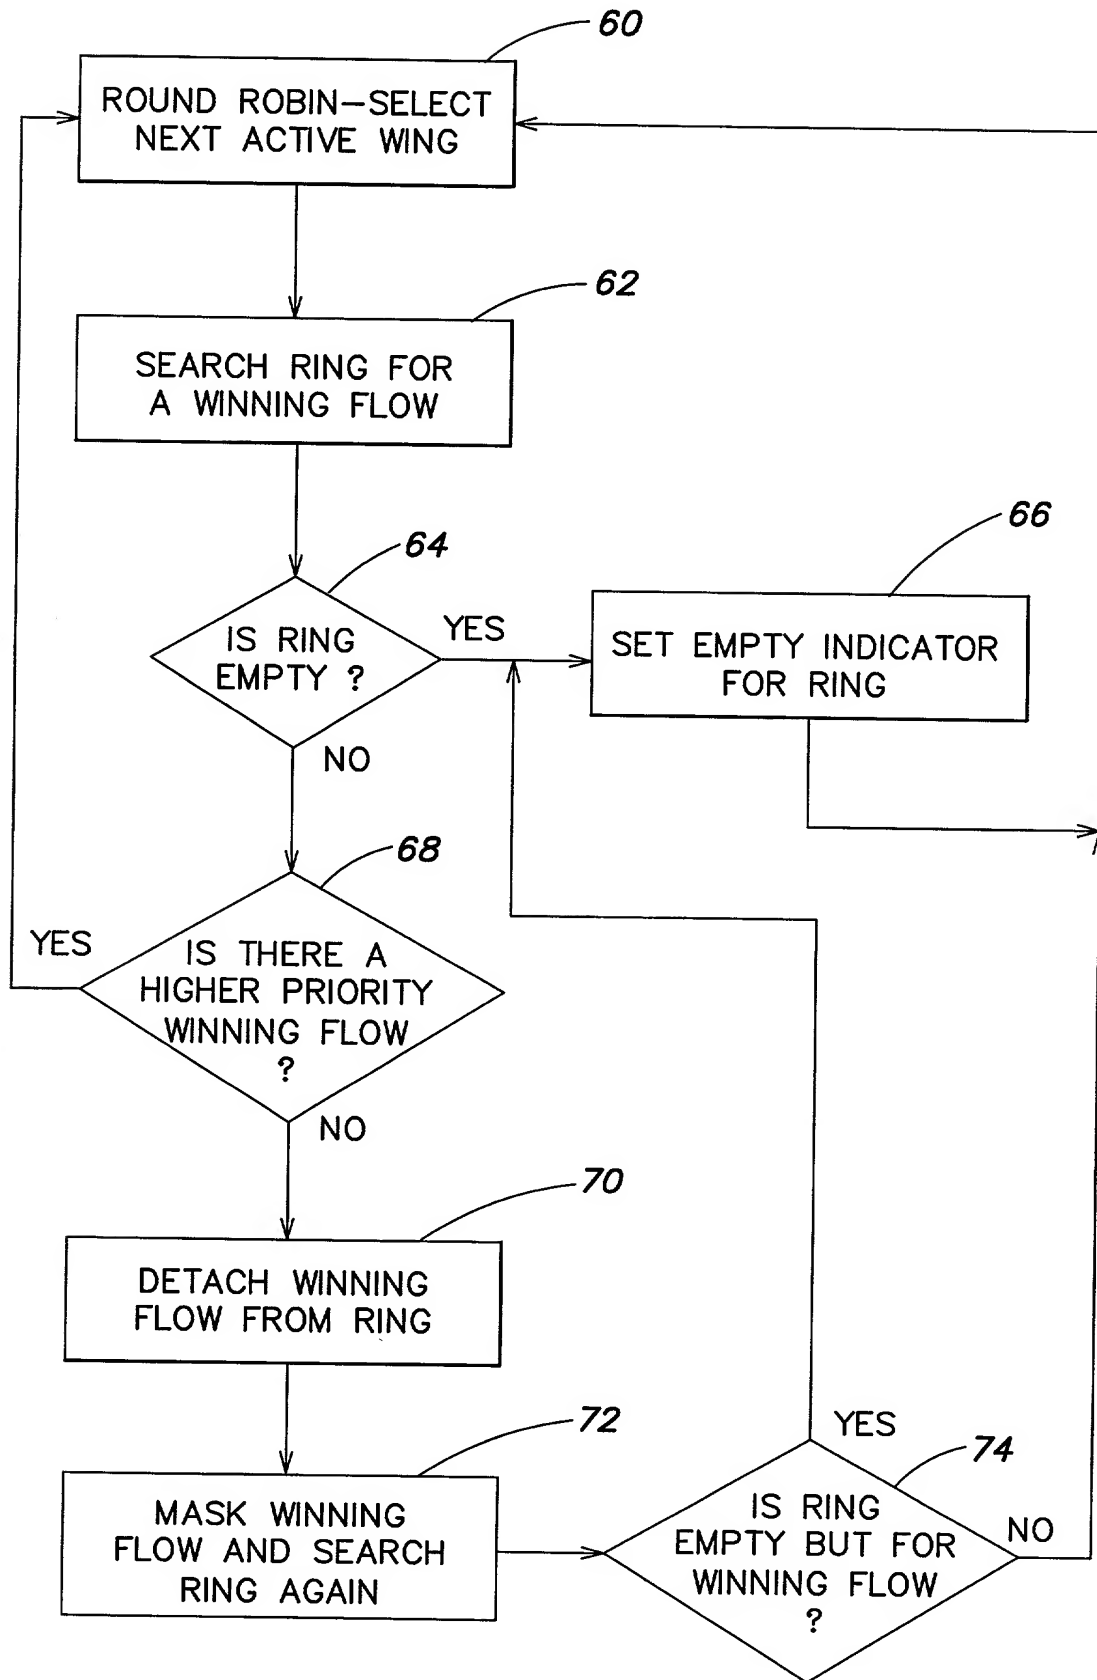 60
ROUND ROBIN-SELECT
NEXT ACTIVE WING
62
SEARCH RING FOR
A WINNING FLOW
64
IS RING
EMPTY ?
YES
NO
66
SET EMPTY INDICATOR
FOR RING
68
YES
IS THERE A
HIGHER PRIORITY
WINNING FLOW
?
NO
70
DETACH WINNING
FLOW FROM RING
72
MASK WINNING
FLOW AND SEARCH
RING AGAIN
YES
74
IS RING
EMPTY BUT FOR
WINNING FLOW
?
NO